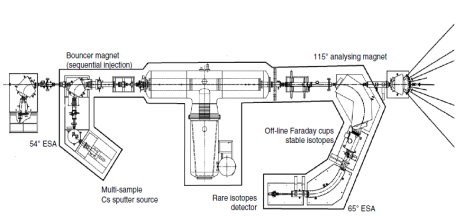 Bouncer magnet
(sequential injection)
115° analysing magnet
54° ESA
Off-line Faraday cups
stable isotopes
Multi-sample
Cs sputter source
Rare isotopes
detector
65° ESA